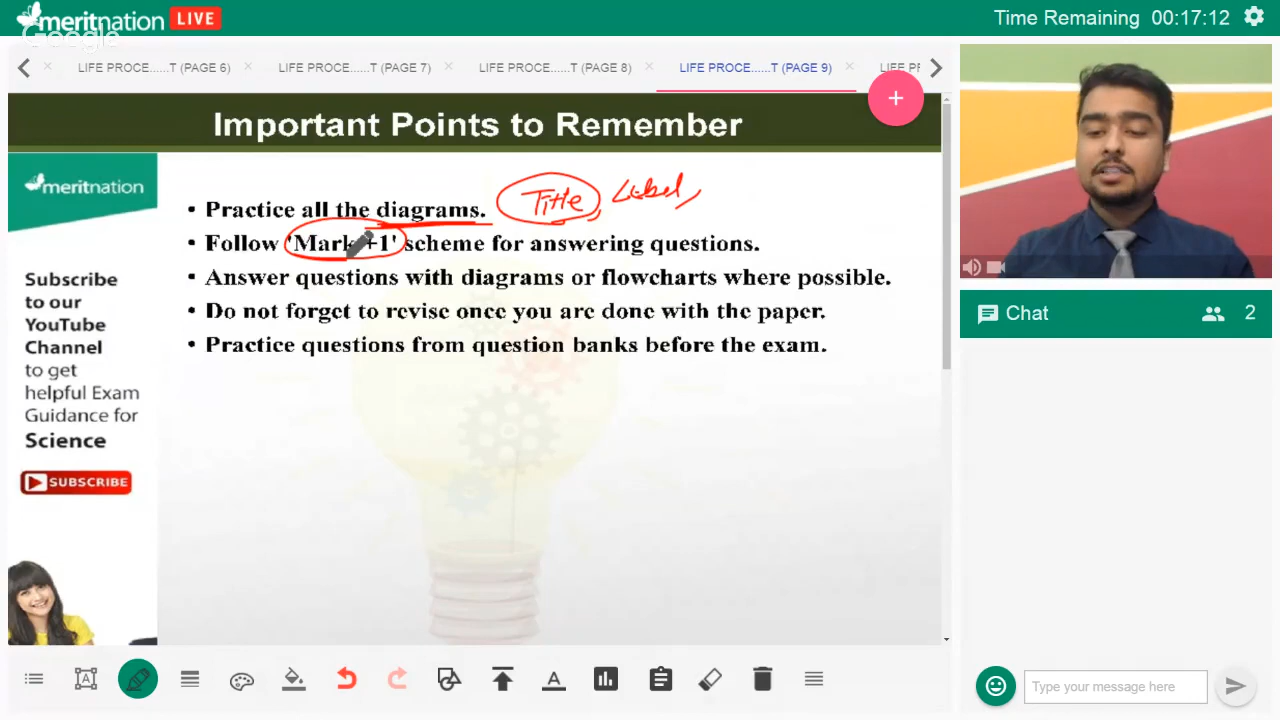 meritnation LIVE
Google
Time Remaining 00:17:12
LIFE PROCE......T (PAGE 6)
LIFE PROCE......T (PAGE 7)
LIFE PROCE......T (PAGE 8)
LIFE PROCE......T (PAGE 9)
LIFE PR
Important Points to Remember
meritnation
• Practice all the diagrams. Title, Label,
• Follow 'Mark +1' scheme for answering questions.
• Answer questions with diagrams or flowcharts where possible.
• Do not forget to revise once you are done with the paper.
• Practice questions from question banks before the exam.
Subscribe
to our
YouTube
Channel
to get
helpful Exam
Guidance for
Science
SUBSCRIBE
Chat 2
Type your message here